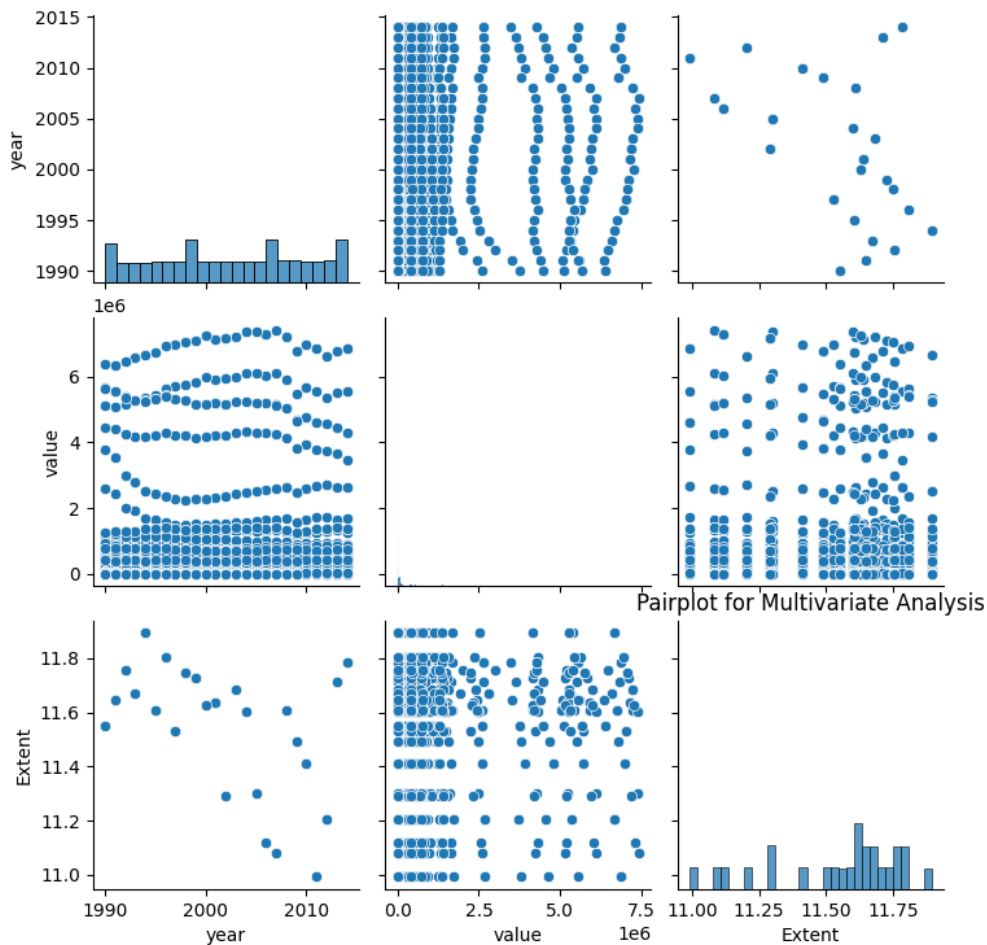 2015
2010
2005
2000
1995
1990
year
1e6
6
4
2
0
value
Pairplot for Multivariate Analysis
11.8
11.6
11.4
11.2
11.0
Extent
1990 2000 2010
0.0 2.5 5.0 7.5
11.00 11.25 11.50 11.75
1e6
year value Extent